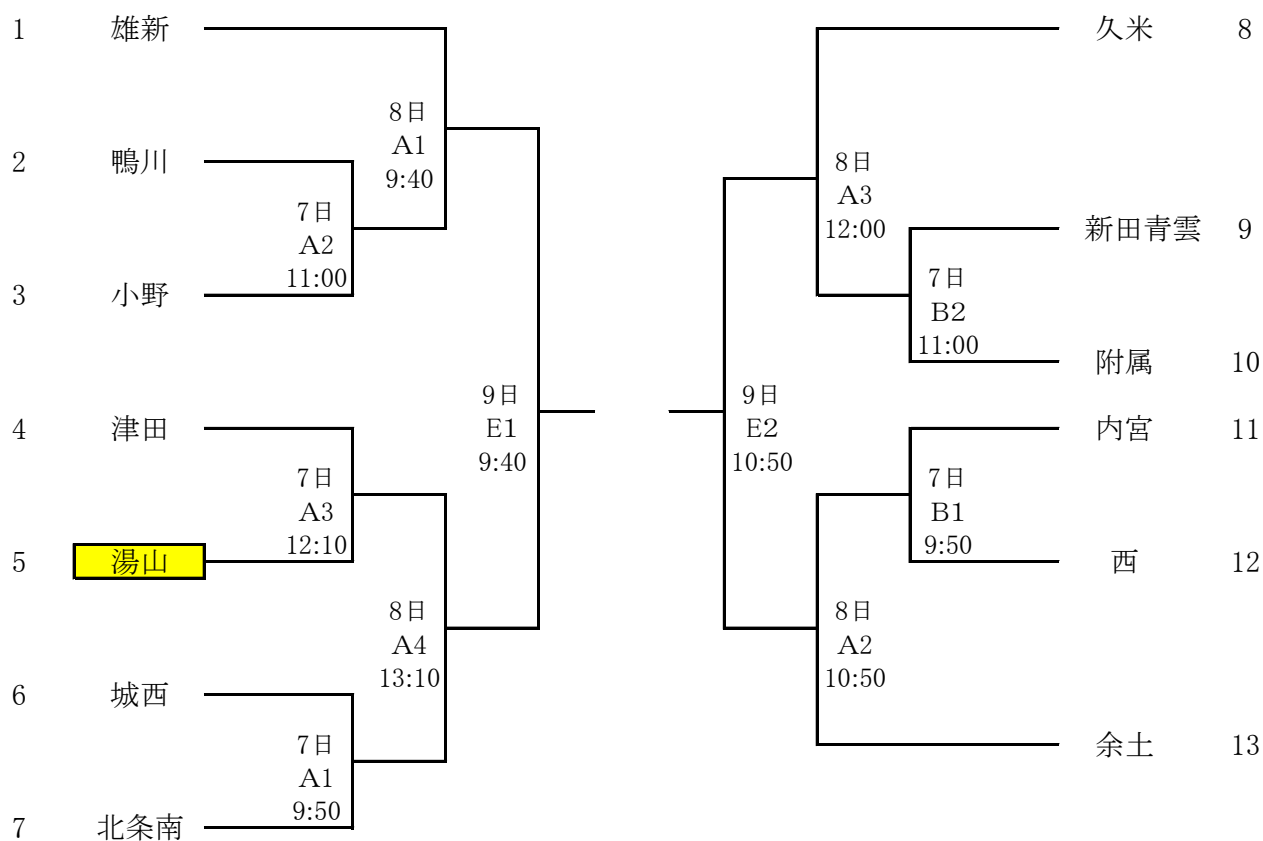 1 雄新
8日
A1
9:40
2 鴨川
7日
A2
11:00
3 小野
4 津田
7日
A3
12:10
5 湯山
9日
E1
9:40
8日
A4
13:10
6 城西
7日
A1
9:50
7 北条南
久米 8
8日
A3
12:00
新田青雲 9
7日
B2
11:00
附属 10
9日
E2
10:50
内宮 11
7日
B1
9:50
西 12
8日
A2
10:50
余土 13